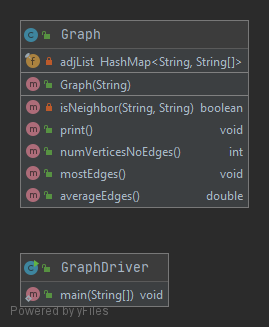 Graph
adjList HashMap<String, String[]>
Graph(String)
isNeighbor(String, String) boolean
print() void
numVerticesNoEdges() int
mostEdges() void
averageEdges() double
GraphDriver
main(String[]) void
Powered by yFiles